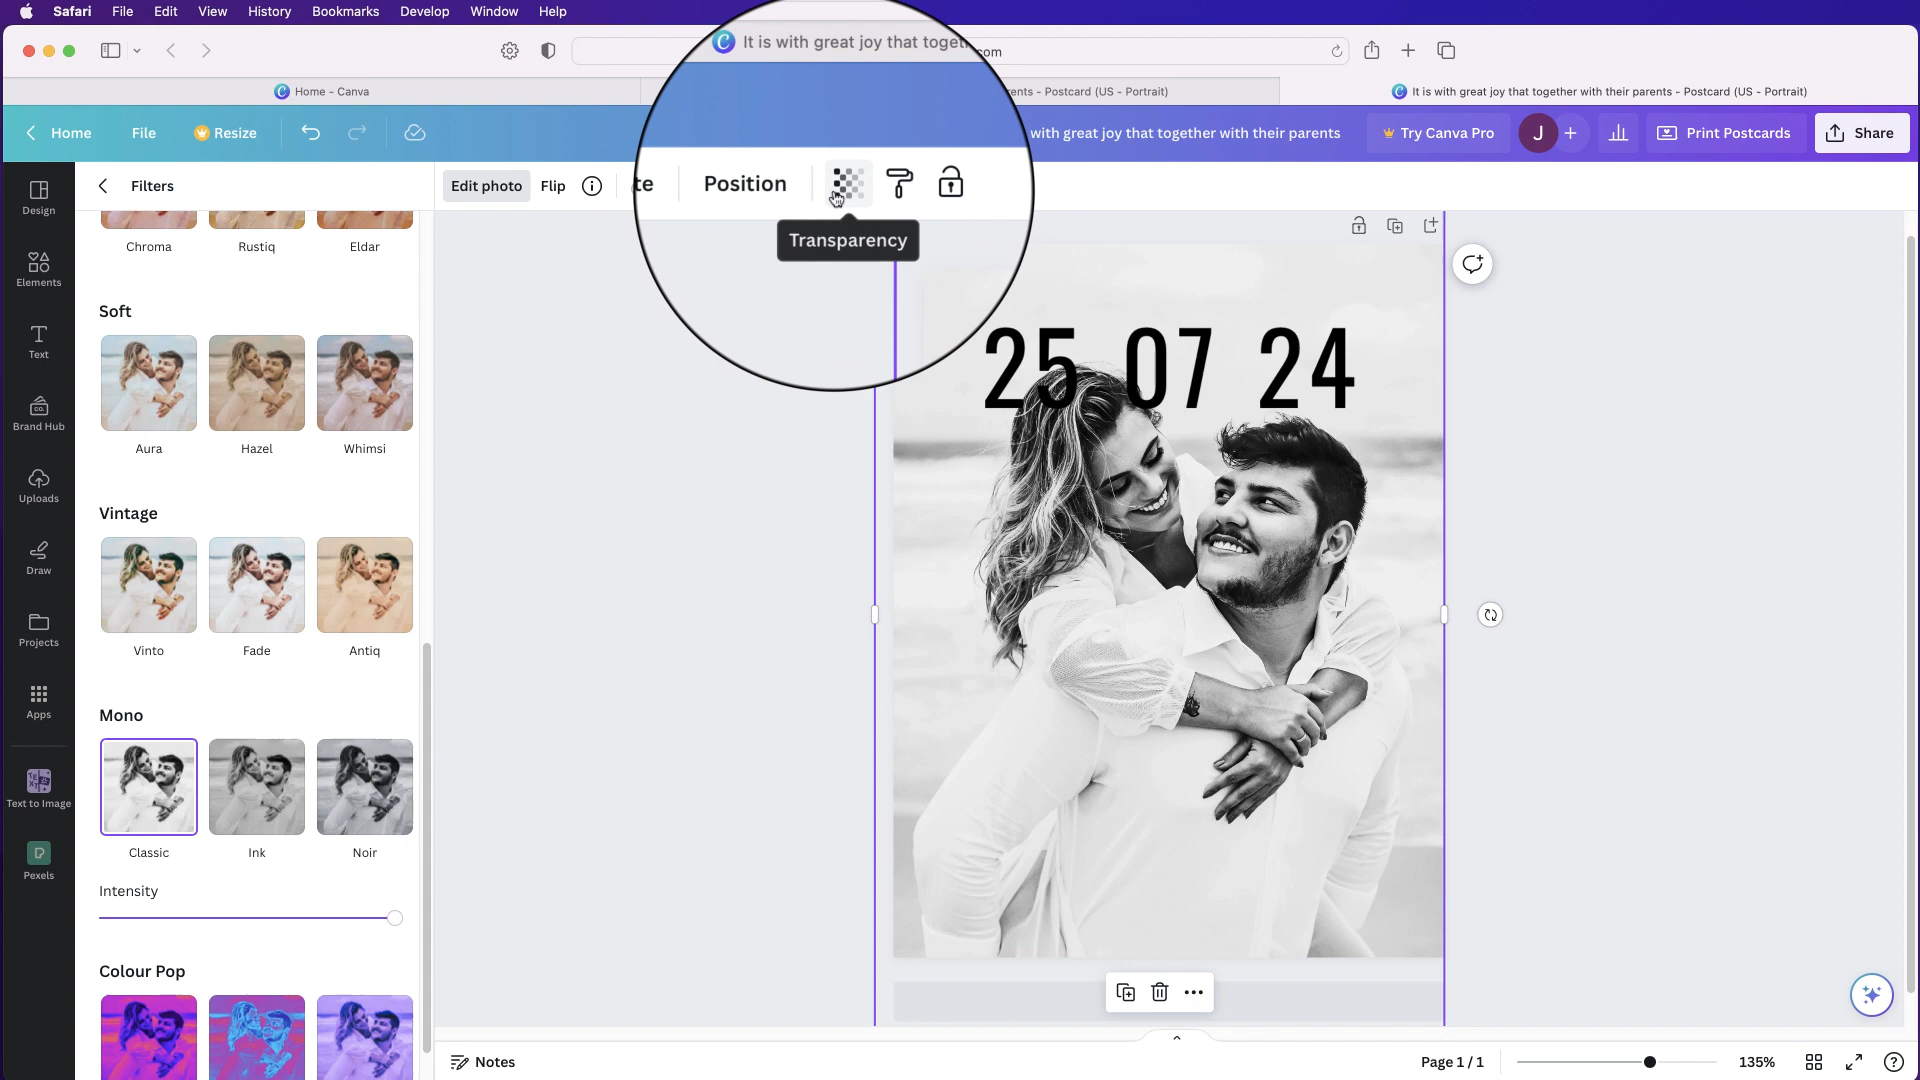 Safari File Edit View History Bookmarks Develop Window Help
It is with great joy that toget
com
Home - Canva
ents - Postcard (US - Portrait)
It is with great joy that together with their parents - Postcard (US - Portrait)
Home File Resize
with great joy that together with their parents
Try Canva Pro
J
Print Postcards
Share
Filters
Edit photo Flip
te Position
Transparency
Design
Elements
Text
Brand Hub
Uploads
Draw
Projects
Apps
Text to Image
Pexels
Chroma Rustiq Eldar
Soft
Aura Hazel Whimsi
Vintage
Vinto Fade Antiq
Mono
Classic Ink Noir
Intensity
Colour Pop
25 07 24
Notes
Page 1 / 1
135%